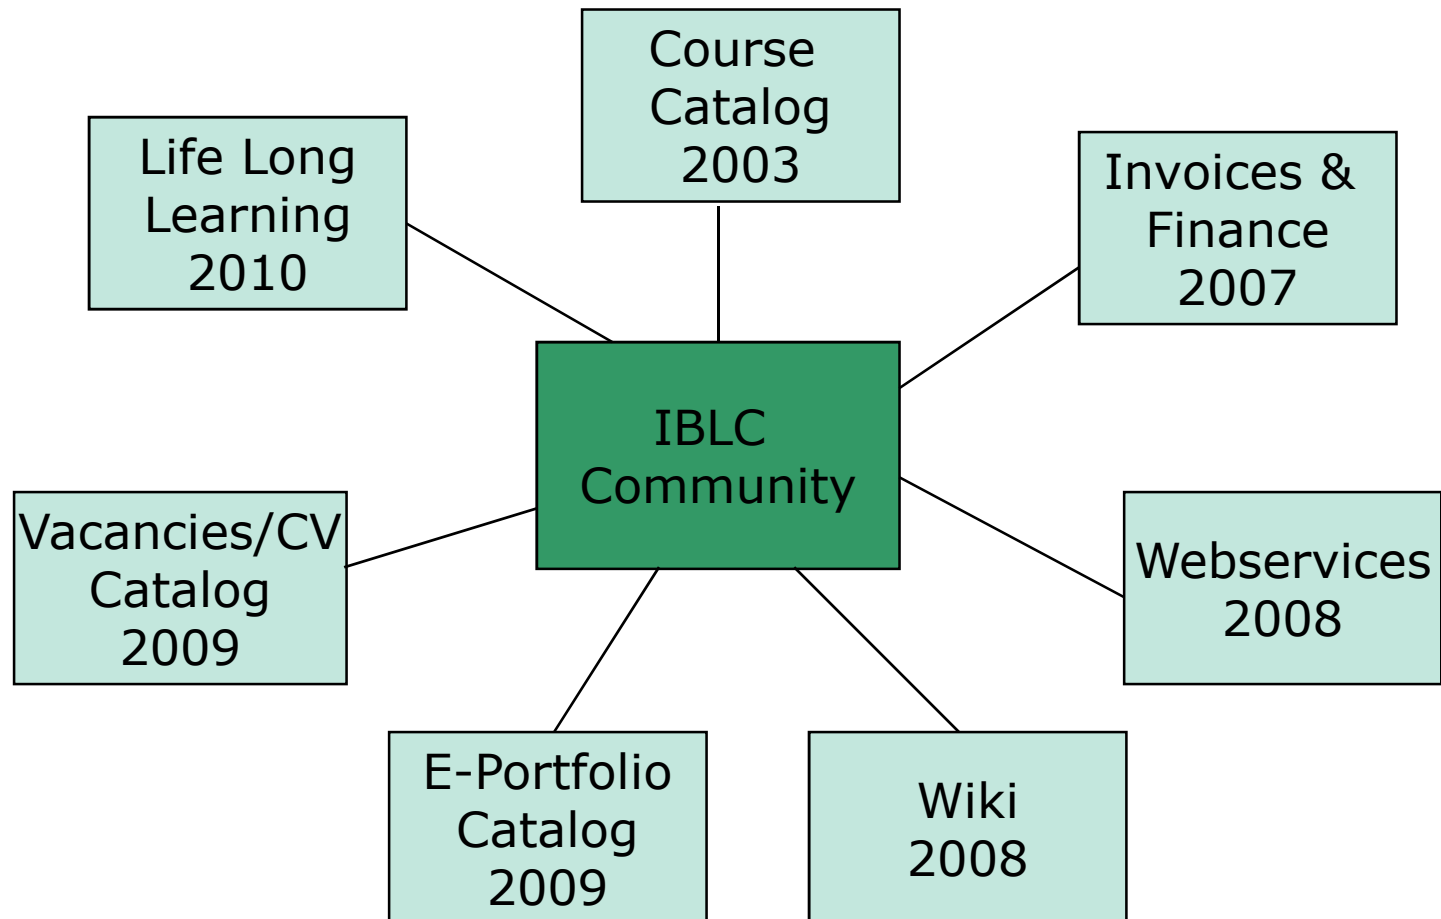 Course
Catalog
2003
Life Long
Learning
2010
Invoices &
Finance
2007
IBLC
Community
Vacancies/CV
Catalog
2009
Webservices
2008
E-Portfolio
Catalog
2009
Wiki
2008